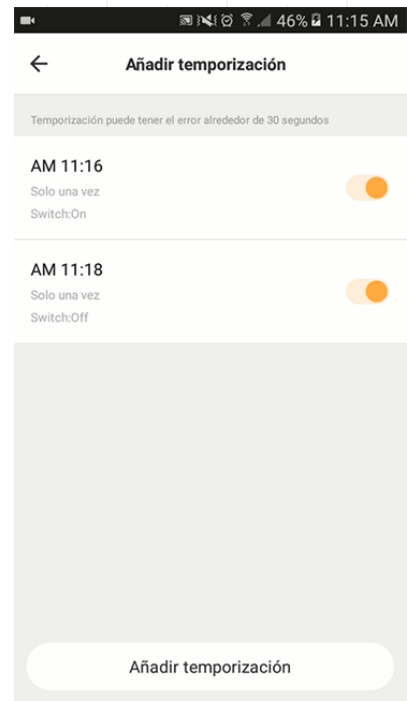 46% 11:15 AM
Añadir temporización
Temporización puede tener el error alrededor de 30 segundos
AM 11:16
Solo una vez
Switch:On
AM 11:18
Solo una vez
Switch:Off
Añadir temporización